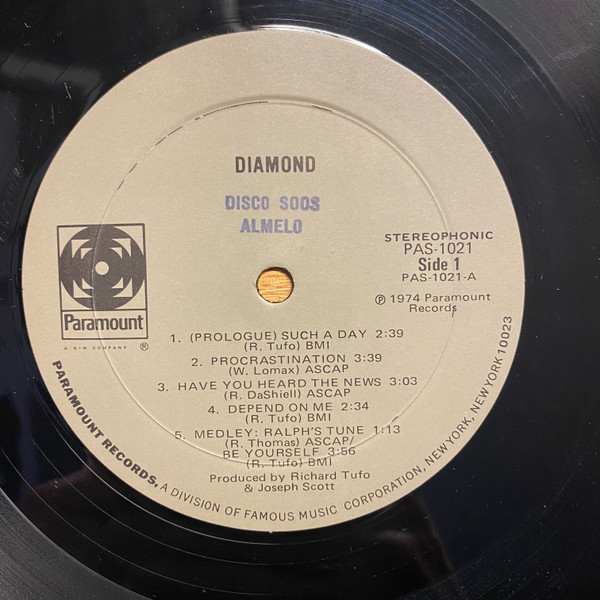 DIAMOND
DISCO SOOS
ALMELO
STEREOPHONIC
PAS-1021
Side 1
PAS-1021-A
℗ 1974 Paramount
Records
Paramount
A G+W COMPANY ®
1. (PROLOGUE) SUCH A DAY 2:39
(R. Tufo) BMI
2. PROCRASTINATION 3:39
(W. Lomax) ASCAP
3. HAVE YOU HEARD THE NEWS 3:03
(R. DaShiell) ASCAP
4. DEPEND ON ME 2:34
(R. Tufo) BMI
5. MEDLEY: RALPH'S TUNE 1:13
(R. Thomas) ASCAP/
BE YOURSELF 3:56
(R. Tufo) BMI
Produced by Richard Tufo
& Joseph Scott
PARAMOUNT RECORDS, A DIVISION OF FAMOUS MUSIC CORPORATION, NEW YORK, NEW YORK 10023